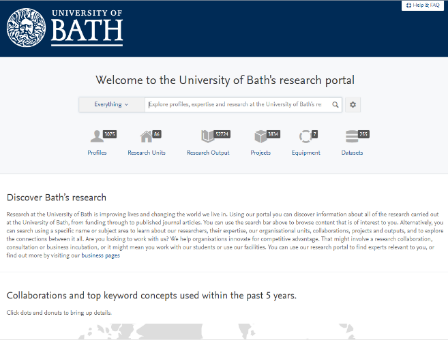 Help & FAQ
UNIVERSITY OF
BATH
Welcome to the University of Bath's research portal
Everything
Explore profiles, expertise and research at the University of Bath's re
3075 66 52724 3834 7 255
Profiles Research Units Research Output Projects Equipment Datasets
Discover Bath's research
Research at the University of Bath is improving lives and changing the world we live in. Using our portal you can discover information about all of the research carried out
at the University of Bath, from funding through to published journal articles. You can use the search bar above to browse content that is of interest to you. Alternatively, you
can search using a specific name or subject area to learn about our researchers, their expertise, our organisational units, collaborations, projects and outputs, and to explore
the connections between it all. Are you looking to work with us? We help organisations innovate for competitive advantage. That might involve a research collaboration,
consultation or business incubation, or it might mean you work with our students or use our facilities. You can use our research portal to find experts relevant to you, or
find out more by visiting our business pages
Collaborations and top keyword concepts used within the past 5 years.
Click dots and donuts to bring up details.